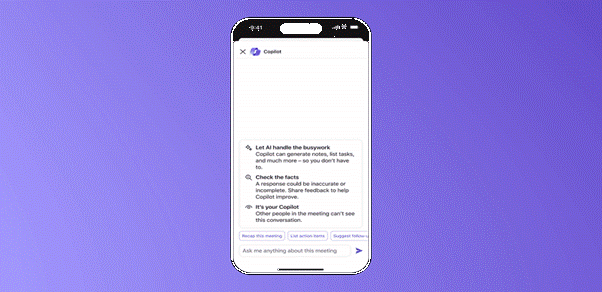 9:41
Copilot
Let AI handle the busywork
Copilot can generate notes, list tasks,
and much more – so you don't have
to.
Check the facts
A response could be inaccurate or
incomplete. Share feedback to help
Copilot improve.
It's your Copilot
Other people in the meeting can't see
this conversation.
Recap this meeting
List action items
Suggest follow-u
Ask me anything about this meeting